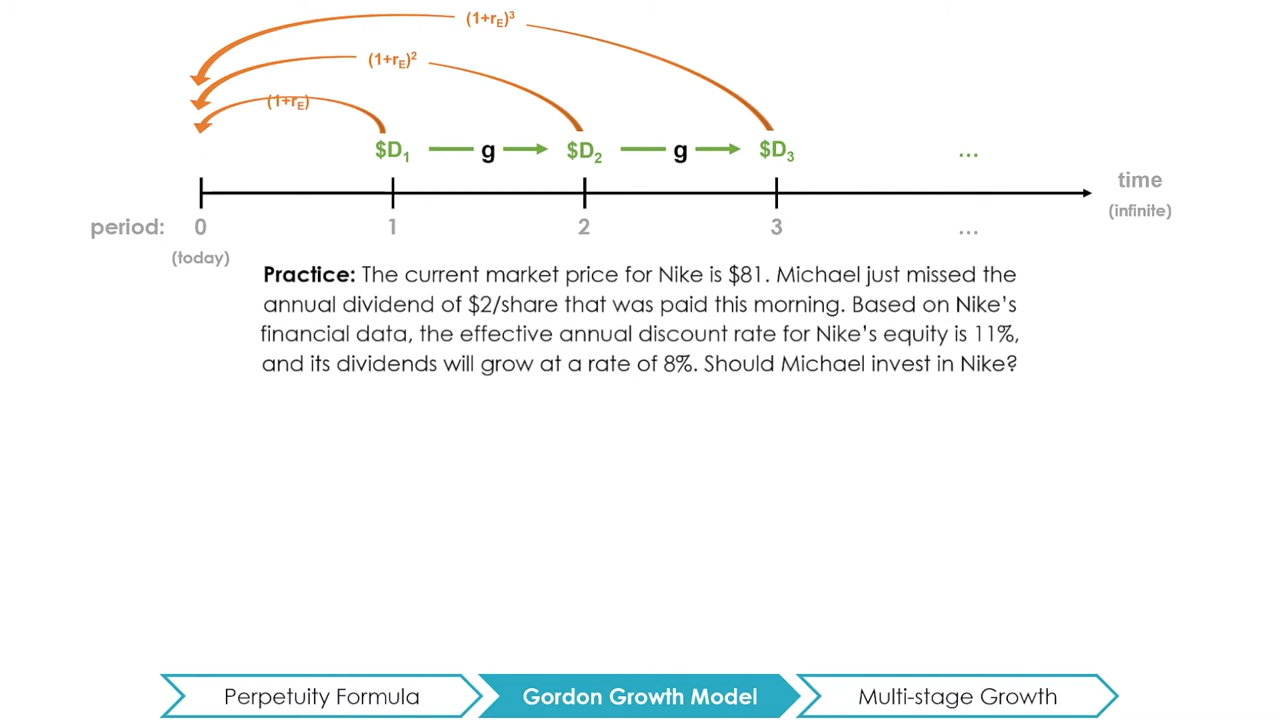 (1+rE)³
(1+rE)²
(1+rE)
$D1 g $D2 g $D3 ...
time
(infinite)
period: 0 1 2 3 ...
(today)
Practice: The current market price for Nike is $81. Michael just missed the
annual dividend of $2/share that was paid this morning. Based on Nike's
financial data, the effective annual discount rate for Nike's equity is 11%,
and its dividends will grow at a rate of 8%. Should Michael invest in Nike?
Perpetuity Formula Gordon Growth Model Multi-stage Growth